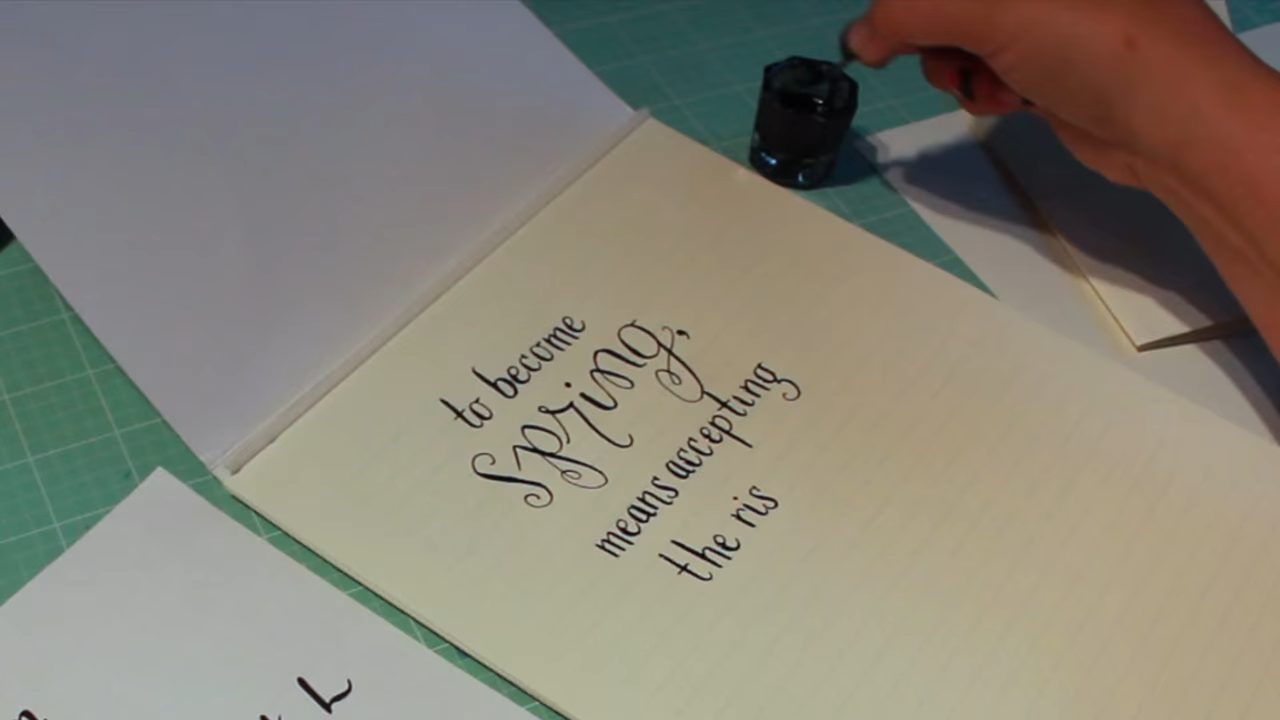 to become
Spring,
means accepting
the ris